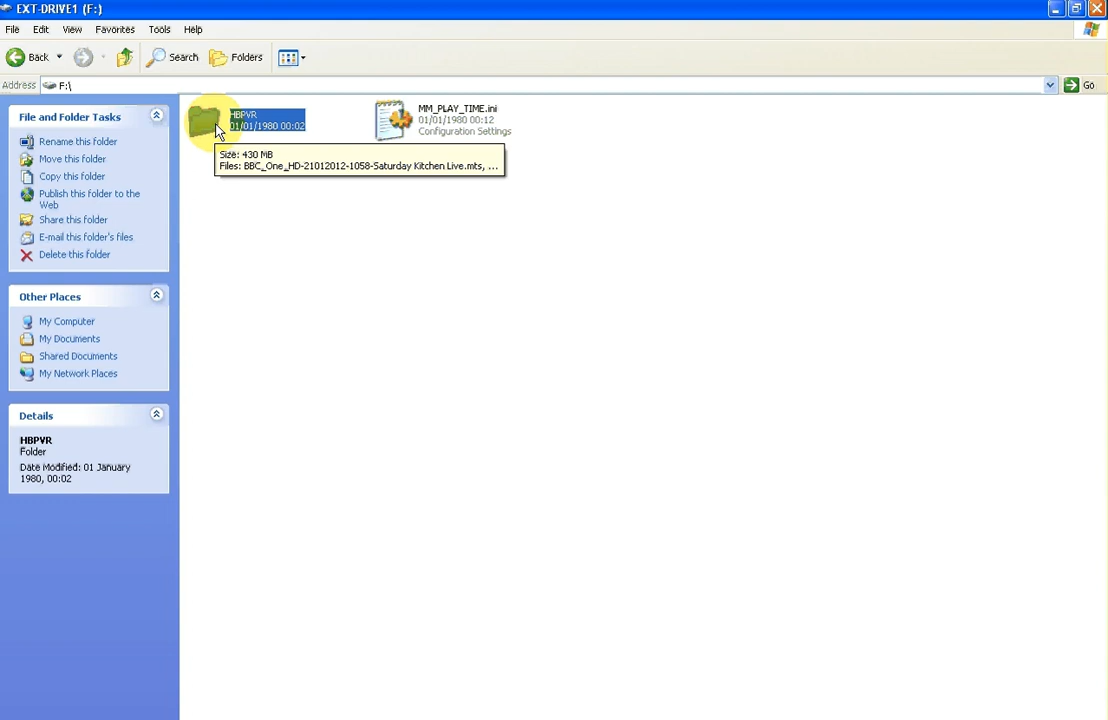 EXT-DRIVE1 (F:)
File Edit View Favorites Tools Help
Back Search Folders
Address F:\ Go
File and Folder Tasks
Rename this folder
Move this folder
Copy this folder
Publish this folder to the
Web
Share this folder
E-mail this folder's files
Delete this folder
Other Places
My Computer
My Documents
Shared Documents
My Network Places
Details
HBPVR
Folder
Date Modified: 01 January
1980, 00:02
HBPVR
01/01/1980 00:02
MM_PLAY_TIME.ini
01/01/1980 00:12
Configuration Settings
Size: 430 MB
Files: BBC_One_HD-21012012-1058-Saturday Kitchen Live.mts, ...